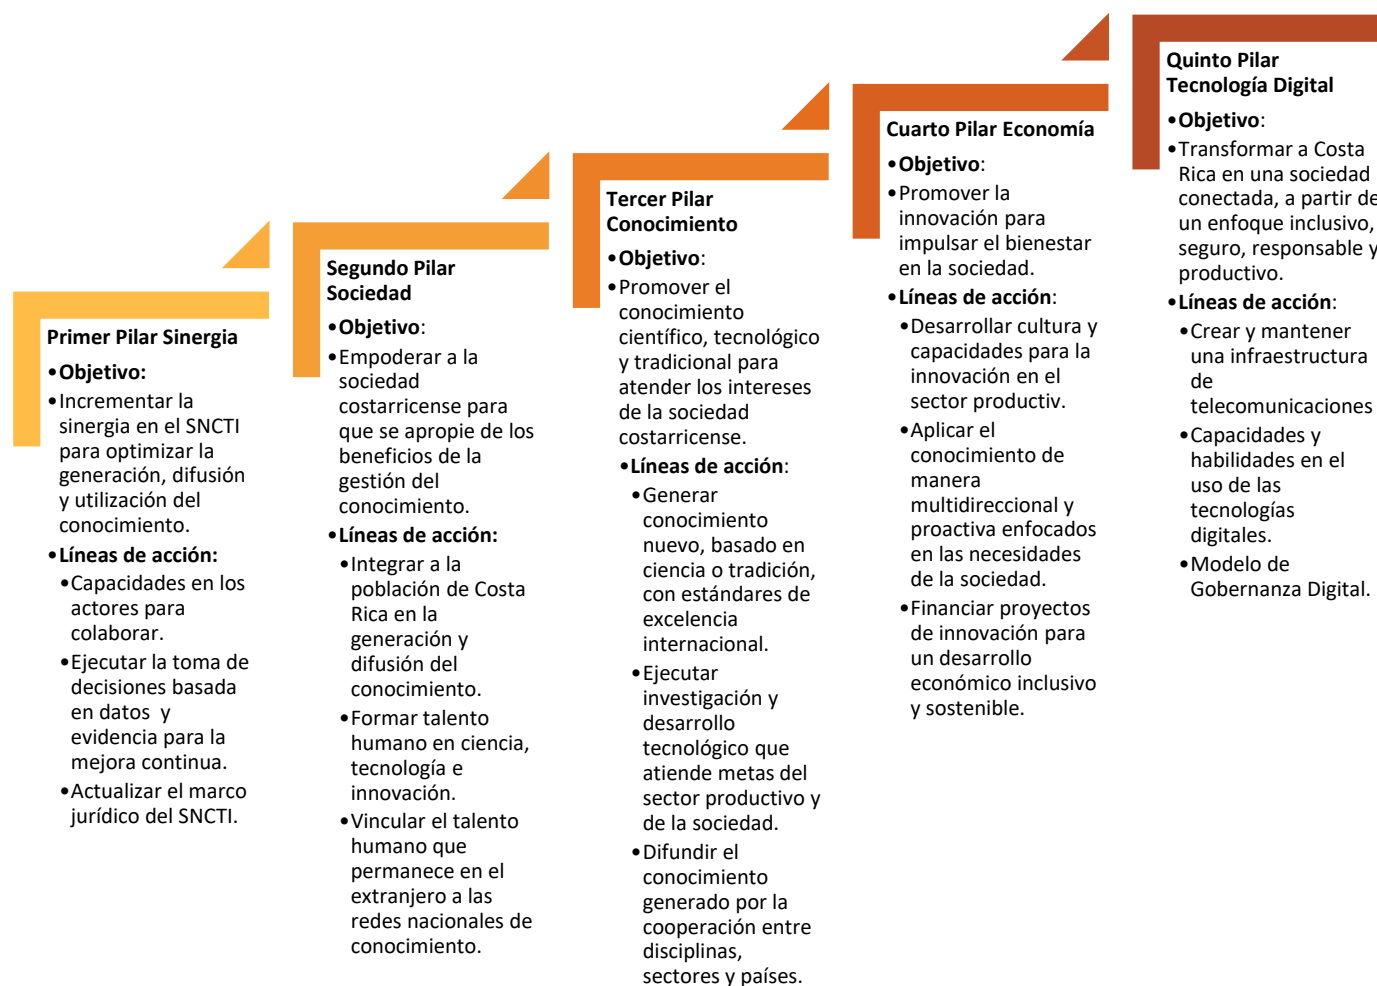 Primer Pilar Sinergia
•Objetivo:
•Incrementar la
sinergia en el SNCTI
para optimizar la
generación, difusión
y utilización del
conocimiento.
•Líneas de acción:
•Capacidades en los
actores para
colaborar.
•Ejecutar la toma de
decisiones basada
en datos y
evidencia para la
mejora continua.
•Actualizar el marco
jurídico del SNCTI.
Segundo Pilar
Sociedad
•Objetivo:
•Empoderar a la
sociedad
costarricense para
que se apropie de los
beneficios de la
gestión del
conocimiento.
•Líneas de acción:
•Integrar a la
población de Costa
Rica en la
generación y
difusión del
conocimiento.
•Formar talento
humano en ciencia,
tecnología e
innovación.
•Vincular el talento
humano que
permanece en el
extranjero a las
redes nacionales de
conocimiento.
Tercer Pilar
Conocimiento
•Objetivo:
•Promover el
conocimiento
científico, tecnológico
y tradicional para
atender los intereses
de la sociedad
costarricense.
•Líneas de acción:
•Generar
conocimiento
nuevo, basado en
ciencia o tradición,
con estándares de
excelencia
internacional.
•Ejecutar
investigación y
desarrollo
tecnológico que
atiende metas del
sector productivo y
de la sociedad.
•Difundir el
conocimiento
generado por la
cooperación entre
disciplinas,
sectores y países.
Cuarto Pilar Economía
•Objetivo:
•Promover la
innovación para
impulsar el bienestar
en la sociedad.
•Líneas de acción:
•Desarrollar cultura y
capacidades para la
innovación en el
sector productiv.
•Aplicar el
conocimiento de
manera
multidireccional y
proactiva enfocados
en las necesidades
de la sociedad.
•Financiar proyectos
de innovación para
un desarrollo
económico inclusivo
y sostenible.
Quinto Pilar
Tecnología Digital
•Objetivo:
•Transformar a Costa
Rica en una sociedad
conectada, a partir de
un enfoque inclusivo,
seguro, responsable y
productivo.
•Líneas de acción:
•Crear y mantener
una infraestructura
de
telecomunicaciones
•Capacidades y
habilidades en el
uso de las
tecnologías
digitales.
•Modelo de
Gobernanza Digital.